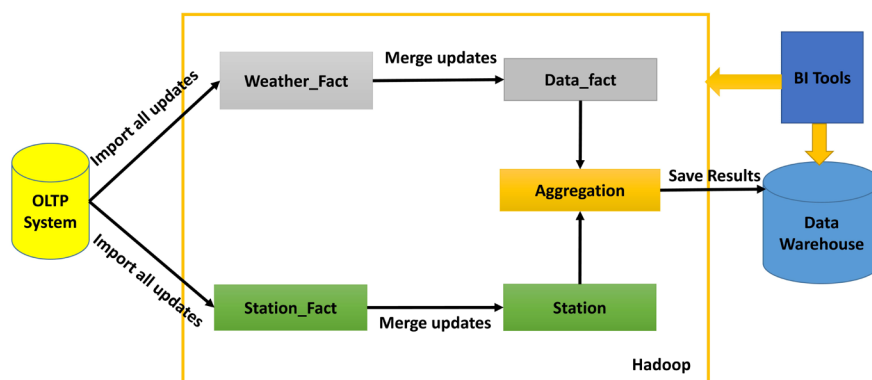 Import all updates
Weather_Fact
Merge updates
Data_fact
BI Tools
OLTP
System
Aggregation
Save Results
Data
Warehouse
Import all updates
Station_Fact
Merge updates
Station
Hadoop